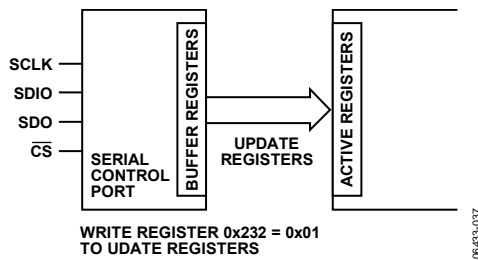 SCLK
SDIO
SDO
CS
SERIAL
CONTROL
PORT
BUFFER REGISTERS
UPDATE
REGISTERS
ACTIVE REGISTERS
WRITE REGISTER 0x232 = 0x01
TO UDATE REGISTERS
06433-037